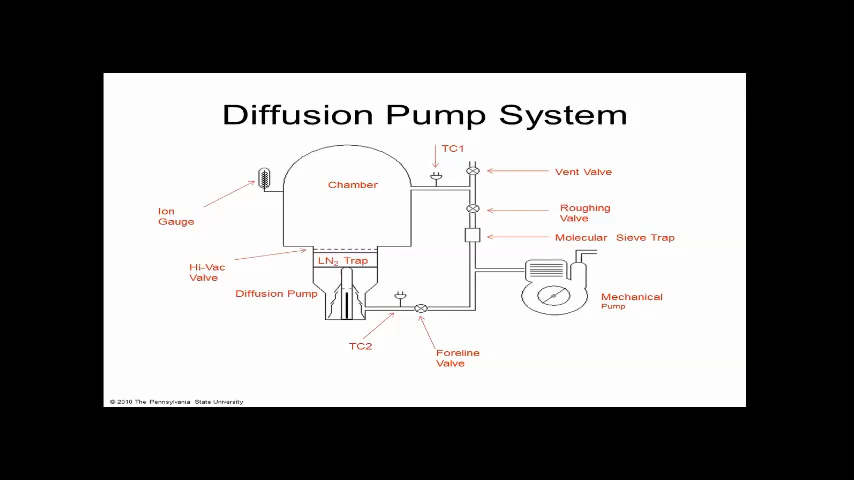 Diffusion Pump System
TC1
Vent Valve
Chamber
Ion
Gauge
Roughing
Valve
Molecular Sieve Trap
Hi-Vac
Valve
LN2 Trap
Diffusion Pump
Mechanical
Pump
TC2
Foreline
Valve
© 2010 The Pennsylvania State University